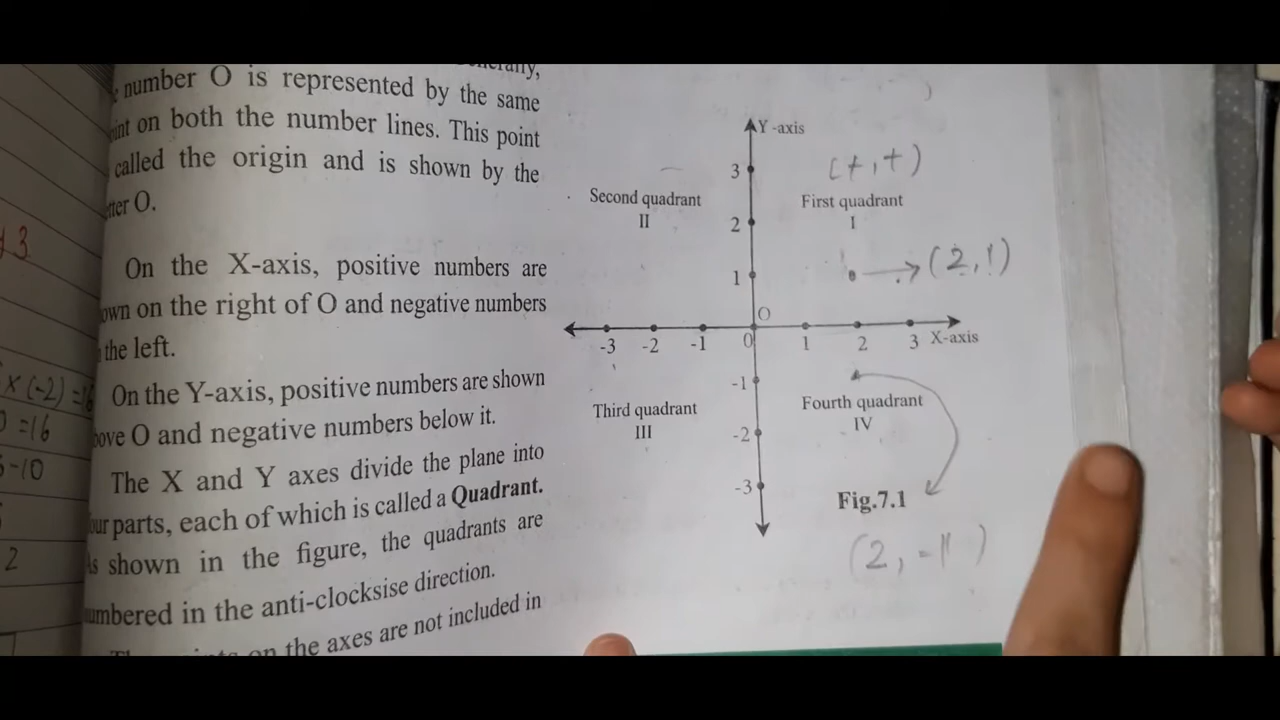 number O is represented by the same
on both the number lines. This point
called the origin and is shown by the
O.
On the X-axis, positive numbers are
on the right of O and negative numbers
the left.
On the Y-axis, positive numbers are shown
O and negative numbers below it.
The X and Y axes divide the plane into
parts, each of which is called a Quadrant.
shown in the figure, the quadrants are
in the anti-clocksise direction.
on the axes are not included in
3
x (-2) =16
=16
-10
2
Y -axis
(+,+)
3
Second quadrant
II
First quadrant
I
2
1
(2,1)
O
-3 -2 -1 0 1 2 3 X-axis
-1
Third quadrant
III
Fourth quadrant
IV
-2
-3
Fig.7.1
(2, -1)